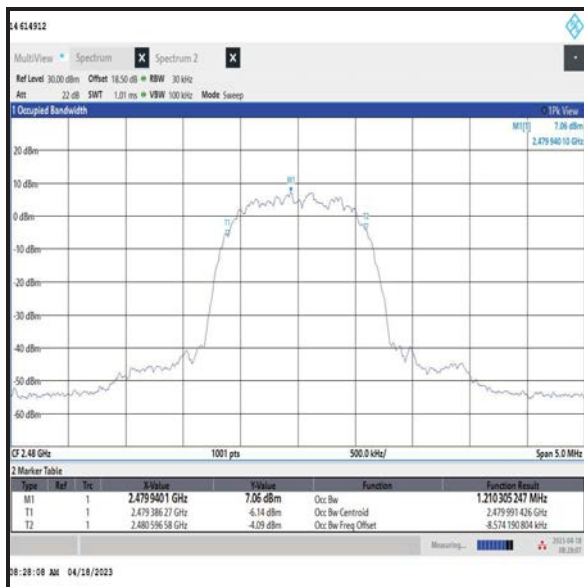 14 614912
MultiView Spectrum X Spectrum 2 X
Ref Level 30.00 dBm Offset 18.50 dB RBW 30 kHz
Att 22 dB SWT 1.01 ms VBW 100 kHz Mode Sweep
1 Occupied Bandwidth 1Pk View
M1[1] 7.06 dBm
2.479 940 10 GHz
20 dBm
10 dBm
M1
0 dBm
T1 T2
-10 dBm
-20 dBm
-30 dBm
-40 dBm
-50 dBm
-60 dBm
CF 2.48 GHz 1001 pts 500.0 kHz/ Span 5.0 MHz
2 Marker Table
Type Ref Trc X-Value Y-Value Function Function Result
M1 1 2.479 9401 GHz 7.06 dBm Occ Bw 1.210 305 247 MHz
T1 1 2.479 386 27 GHz -6.14 dBm Occ Bw Centroid 2.479 991 426 GHz
T2 1 2.480 596 58 GHz -4.09 dBm Occ Bw Freq Offset -8.574 190 804 kHz
Measuring... 2023-04-18
08:28:07
08:28:08 AM 04/18/2023